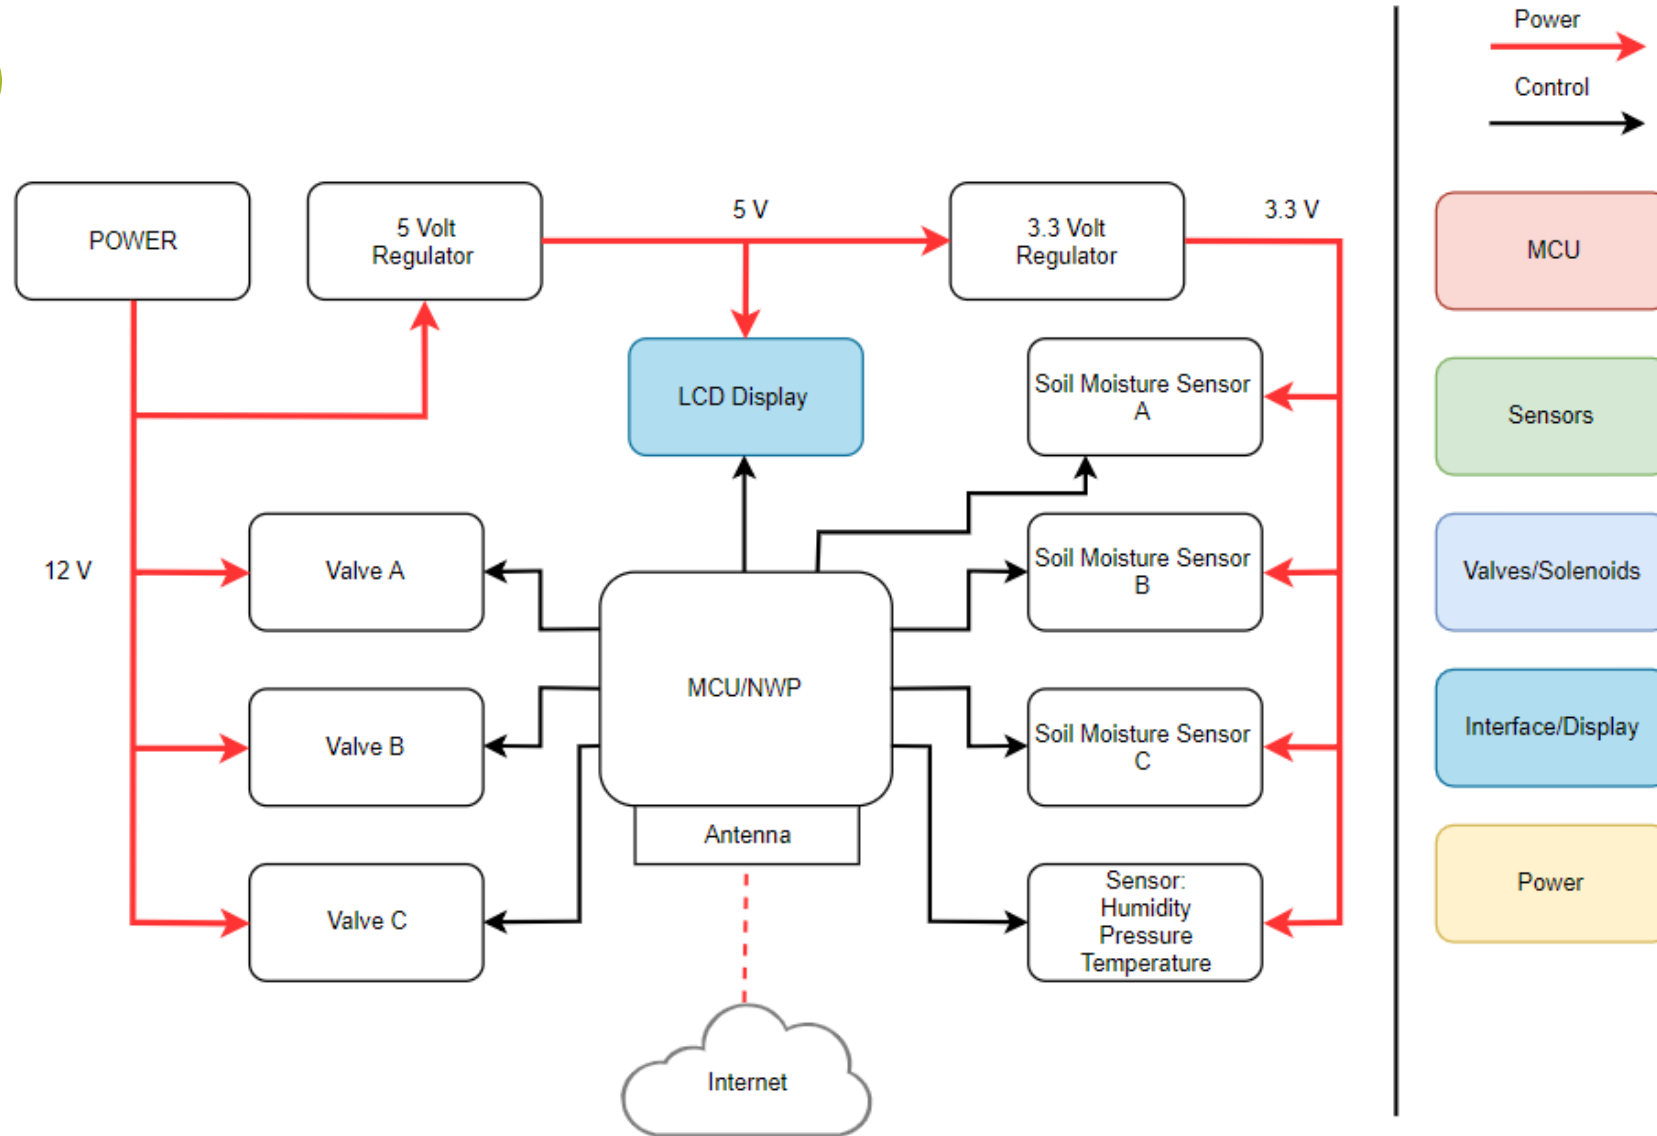 Power
Control
POWER
5 Volt
Regulator
5 V
3.3 Volt
Regulator
3.3 V
MCU
LCD Display
Soil Moisture Sensor
A
Sensors
12 V
Valve A
Soil Moisture Sensor
B
Valves/Solenoids
MCU/NWP
Valve B
Soil Moisture Sensor
C
Interface/Display
Antenna
Valve C
Sensor:
Humidity
Pressure
Temperature
Power
Internet